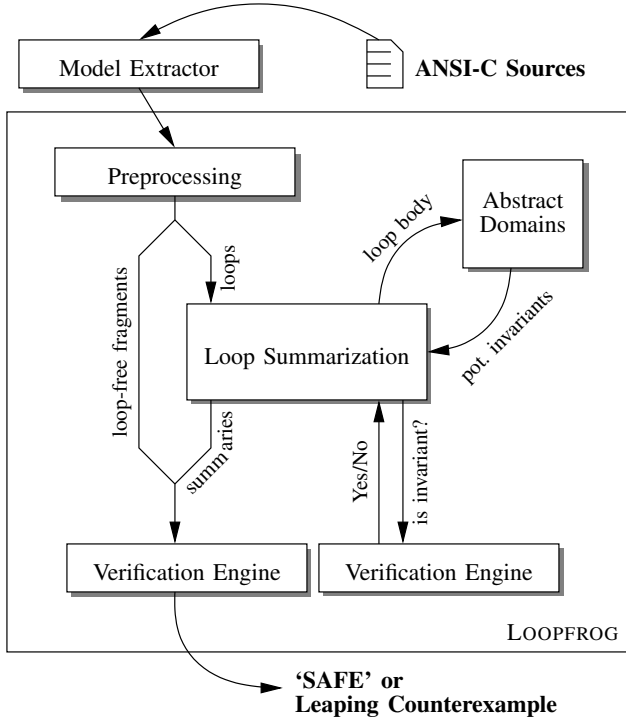 Model Extractor
ANSI-C Sources
Preprocessing
Abstract
Domains
loop body
loops
loop-free fragments
Loop Summarization
pot. invariants
summaries
Yes/No
is invariant?
Verification Engine
Verification Engine
LOOPFROG
‘SAFE’ or
Leaping Counterexample